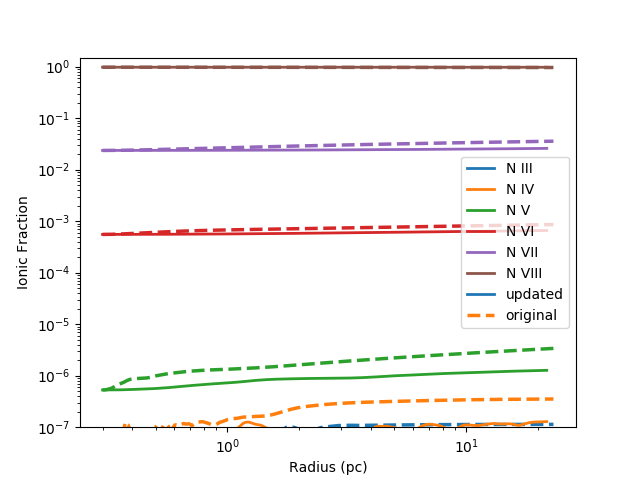 10^0
10^-1
10^-2
10^-3
10^-4
10^-5
10^-6
10^-7
Ionic Fraction
N III
N IV
N V
N VI
N VII
N VIII
updated
original
10^0
10^1
Radius (pc)